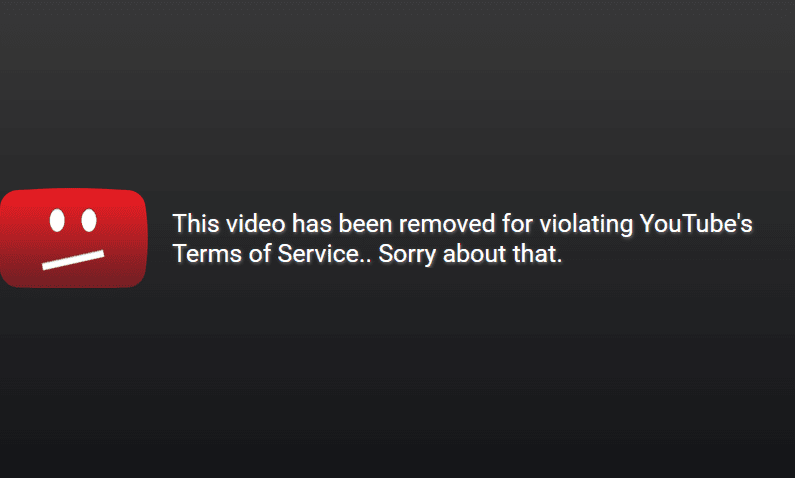 This video has been removed for violating YouTube's
Terms of Service.. Sorry about that.